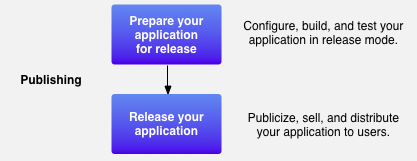 Prepare your
application
for release
Configure, build, and test your
application in release mode.
Publishing
Release your
application
Publicize, sell, and distribute
your application to users.